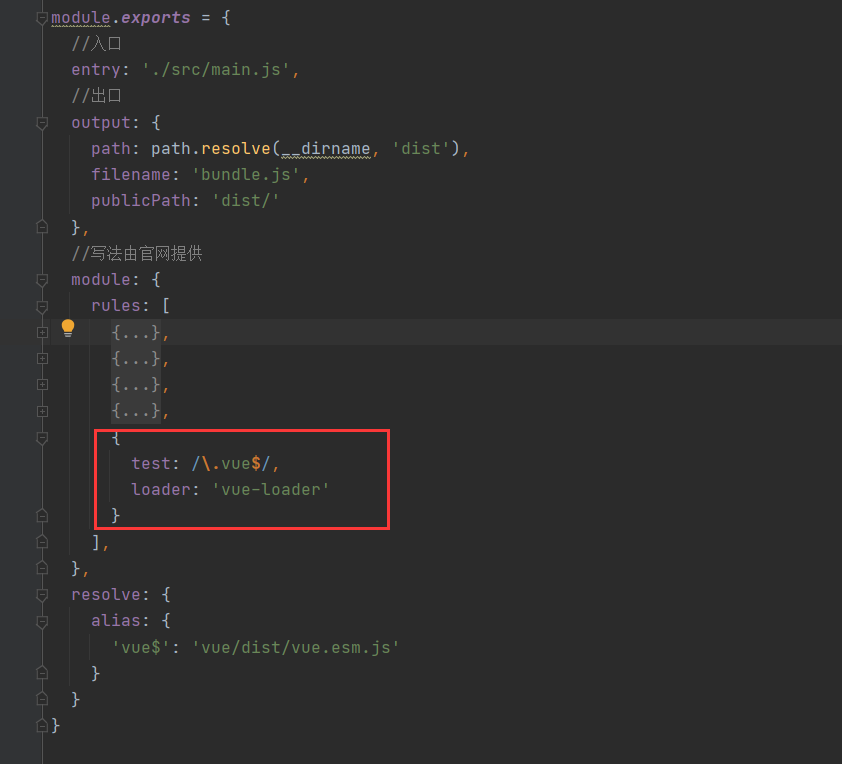 module.exports = {
  //入口
  entry: './src/main.js',
  //出口
  output: {
    path: path.resolve(__dirname, 'dist'),
    filename: 'bundle.js',
    publicPath: 'dist/'
  },
  //写法由官网提供
  module: {
    rules: [
      {...},
      {...},
      {...},
      {...},
      {
        test: /\.vue$/,
        loader: 'vue-loader'
      }
    ],
  },
  resolve: {
    alias: {
      'vue$': 'vue/dist/vue.esm.js'
    }
  }
}